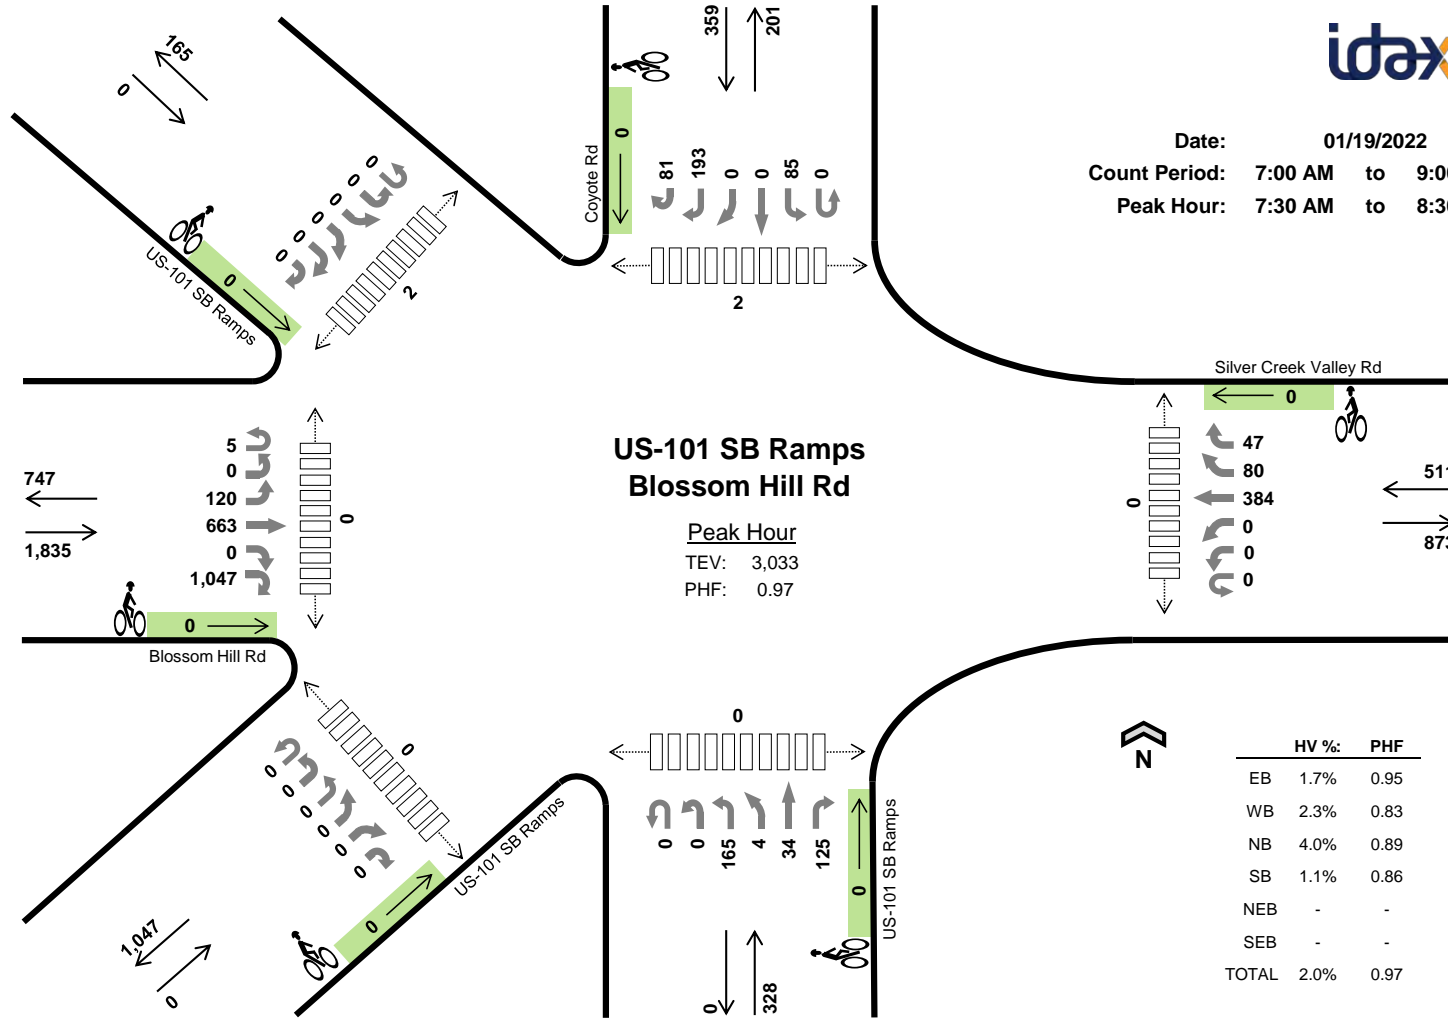 idax
Date: 01/19/2022
Count Period: 7:00 AM to 9:00
Peak Hour: 7:30 AM to 8:30
359
201
165
0
0
0
0
0
0
0
0
US-101 SB Ramps
2
Coyote Rd
0
81 193 0 0 85 0
2
Silver Creek Valley Rd
0
47
80
384
0
0
0
0
511
873
747
1,835
5
0
120
663
0
1,047
0
0
Blossom Hill Rd
US-101 SB Ramps
Blossom Hill Rd
Peak Hour
TEV: 3,033
PHF: 0.97
0
0
0
0
0
0
0
0
US-101 SB Ramps
1,047
0
0
0 0 165 4 34 125
0
US-101 SB Ramps
0
328
N
HV %: PHF
EB 1.7% 0.95
WB 2.3% 0.83
NB 4.0% 0.89
SB 1.1% 0.86
NEB - -
SEB - -
TOTAL 2.0% 0.97